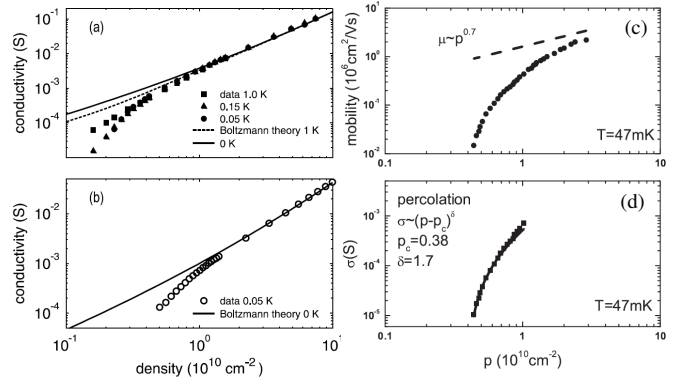 (a)
conductivity (S)
10⁻¹
10⁻²
10⁻³
10⁻⁴
data 1.0 K
0.15 K
0.05 K
Boltzmann theory 1 K
0 K
(b)
conductivity (S)
10⁻²
10⁻³
10⁻⁴
data 0.05 K
Boltzmann theory 0 K
10⁻¹
10⁰
10¹
density (10¹⁰ cm⁻²)
(c)
mobility (10⁶cm²/Vs)
10¹
10⁰
10⁻¹
10⁻²
μ~p⁰·⁷
T=47mK
0.1
1
10
(d)
σ(S)
10⁻³
10⁻⁴
10⁻⁵
percolation
σ~(p-p_c)^δ
p_c=0.38
δ=1.7
T=47mK
0.1
1
10
p (10¹⁰cm⁻²)